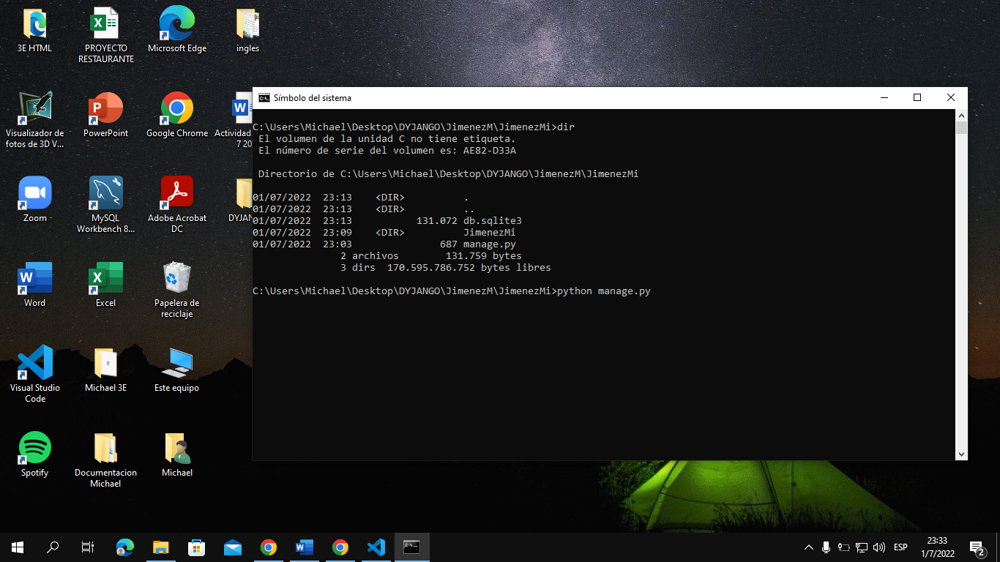 3E HTML
PROYECTO
RESTAURANTE
Microsoft Edge
ingles
Visualizador de
fotos de 3D V...
PowerPoint
Google Chrome
Actividad
7 20
Zoom
MySQL
Workbench 8...
Adobe Acrobat
DC
DYJAN
Word
Excel
Papelera de
reciclaje
Visual Studio
Code
Michael 3E
Este equipo
Spotify
Documentacion
Michael
Michael
Símbolo del sistema
C:\Users\Michael\Desktop\DYJANGO\JimenezM\JimenezMi>dir
El volumen de la unidad C no tiene etiqueta.
El número de serie del volumen es: AE82-D33A
Directorio de C:\Users\Michael\Desktop\DYJANGO\JimenezM\JimenezMi
01/07/2022  23:13    <DIR>          .
01/07/2022  23:13    <DIR>          ..
01/07/2022  23:13           131.072 db.sqlite3
01/07/2022  23:09    <DIR>          JimenezMi
01/07/2022  23:03               687 manage.py
2 archivos        131.759 bytes
3 dirs  170.595.786.752 bytes libres
C:\Users\Michael\Desktop\DYJANGO\JimenezM\JimenezMi>python manage.py
ESP
23:33
1/7/2022
2